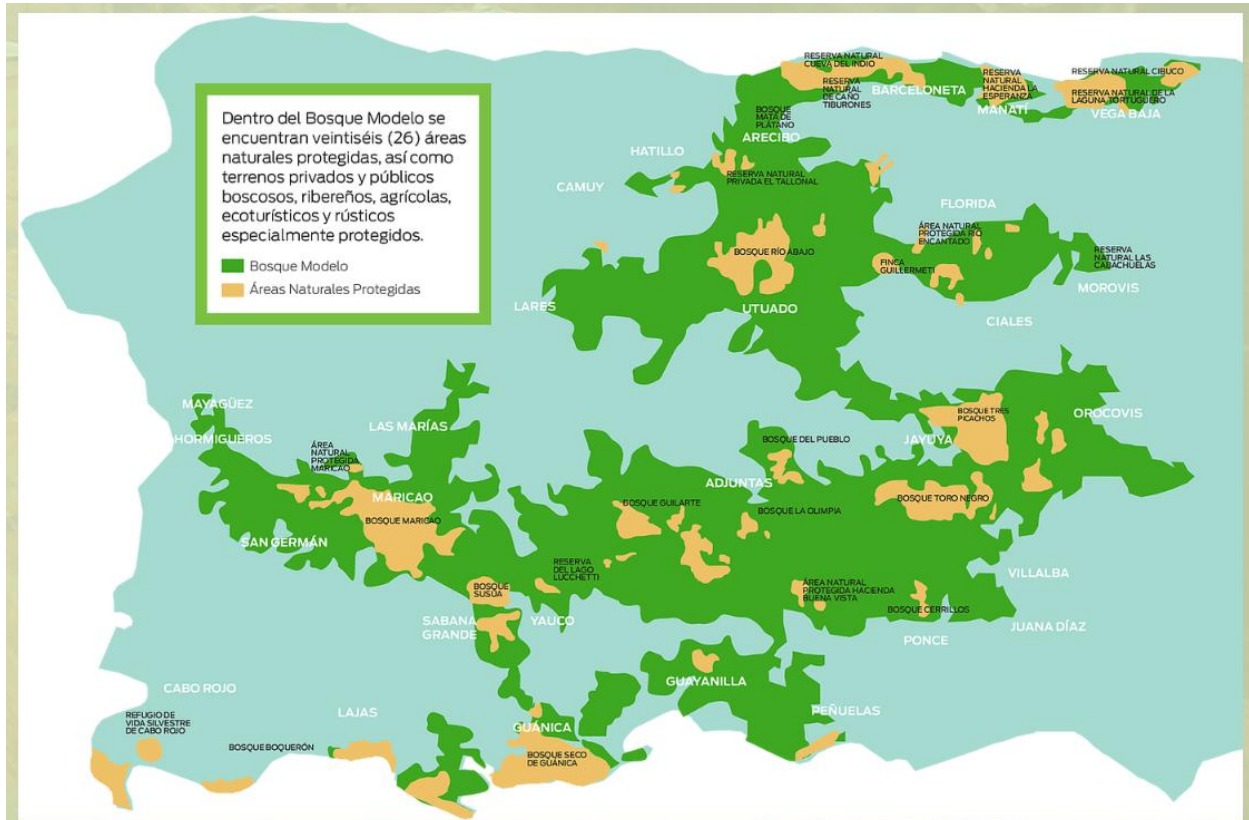 Dentro del Bosque Modelo se
encuentran veintiséis (26) áreas
naturales protegidas, así como
terrenos privados y públicos
boscosos, ribereños, agrícolas,
ecoturísticos y rústicos
especialmente protegidos.
Bosque Modelo
Áreas Naturales Protegidas
RESERVA NATURAL
CUEVA DEL INDIO
RESERVA
NATURAL
DE CAÑO
TIBURONES
BARCELONETA
RESERVA
NATURAL
HACIENDA LA
ESPERANZA
MANATÍ
RESERVA NATURAL CIBUCO
RESERVA NATURAL DE LA
LAGUNA TORTUGUERO
VEGA BAJA
BOSQUE
MATA DE
PLÁTANO
ARECIBO
HATILLO
RESERVA NATURAL
PRIVADA EL TALLONAL
CAMUY
FLORIDA
ÁREA NATURAL
PROTEGIDA RÍO
ENCANTADO
BOSQUE RÍO ABAJO
FINCA
GUILLERMETI
RESERVA
NATURAL LAS
CABACHUELAS
MOROVIS
LARES
UTUADO
CIALES
MAYAGÜEZ
HORMIGUEROS
LAS MARÍAS
ÁREA
NATURAL
PROTEGIDA
MARICAO
MARICAO
BOSQUE MARICAO
SAN GERMÁN
BOSQUE TRES
PICACHOS
OROCOVIS
JAYUYA
BOSQUE DEL PUEBLO
ADJUNTAS
BOSQUE TORO NEGRO
BOSQUE GUILARTE
BOSQUE LA OLIMPIA
RESERVA
DEL LAGO
LUCCHETTI
BOSQUE
SUSÚA
SABANA
GRANDE
YAUCO
ÁREA NATURAL
PROTEGIDA HACIENDA
BUENA VISTA
BOSQUE CERRILLOS
VILLALBA
JUANA DÍAZ
PONCE
GUAYANILLA
PEÑUELAS
CABO ROJO
REFUGIO DE
VIDA SILVESTRE
DE CABO ROJO
LAJAS
BOSQUE BOQUERÓN
GUÁNICA
BOSQUE SECO
DE GUÁNICA